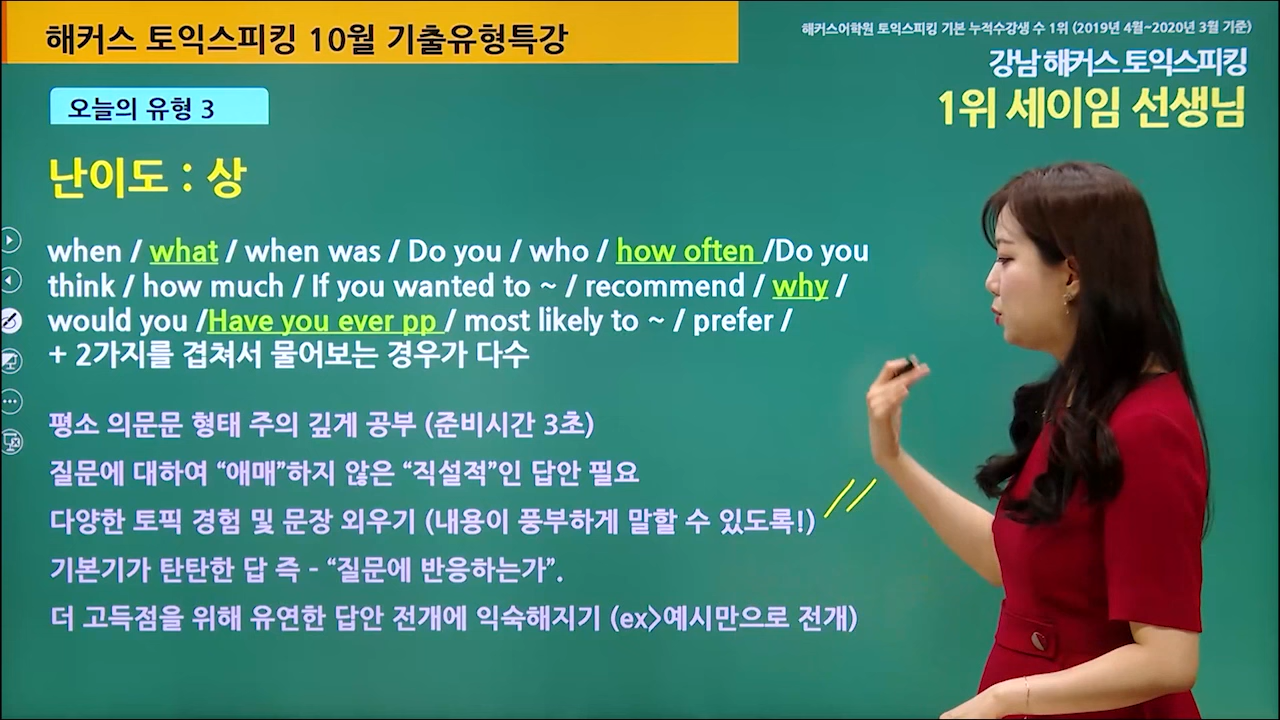 해커스 토익스피킹 10월 기출유형특강
해커스어학원 토익스피킹 기본 누적수강생 수 1위 (2019년 4월~2020년 3월 기준)
강남 해커스 토익스피킹
1위 세이임 선생님
오늘의 유형 3
난이도 : 상
when / what / when was / Do you / who / how often /Do you
think / how much / If you wanted to ~ / recommend / why /
would you /Have you ever pp / most likely to ~ / prefer /
+ 2가지를 겹쳐서 물어보는 경우가 다수
평소 의문문 형태 주의 깊게 공부 (준비시간 3초)
질문에 대하여 “애매”하지 않은 “직설적”인 답안 필요
다양한 토픽 경험 및 문장 외우기 (내용이 풍부하게 말할 수 있도록!)
기본기가 탄탄한 답 즉 - “질문에 반응하는가”.
더 고득점을 위해 유연한 답안 전개에 익숙해지기 (ex>예시만으로 전개)